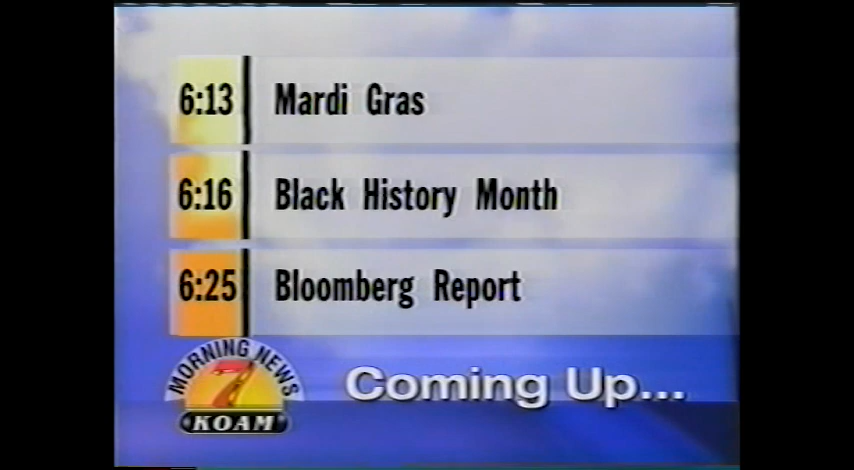 6:13 Mardi Gras
6:16 Black History Month
6:25 Bloomberg Report
MORNING NEWS
7
KOAM
Coming Up...